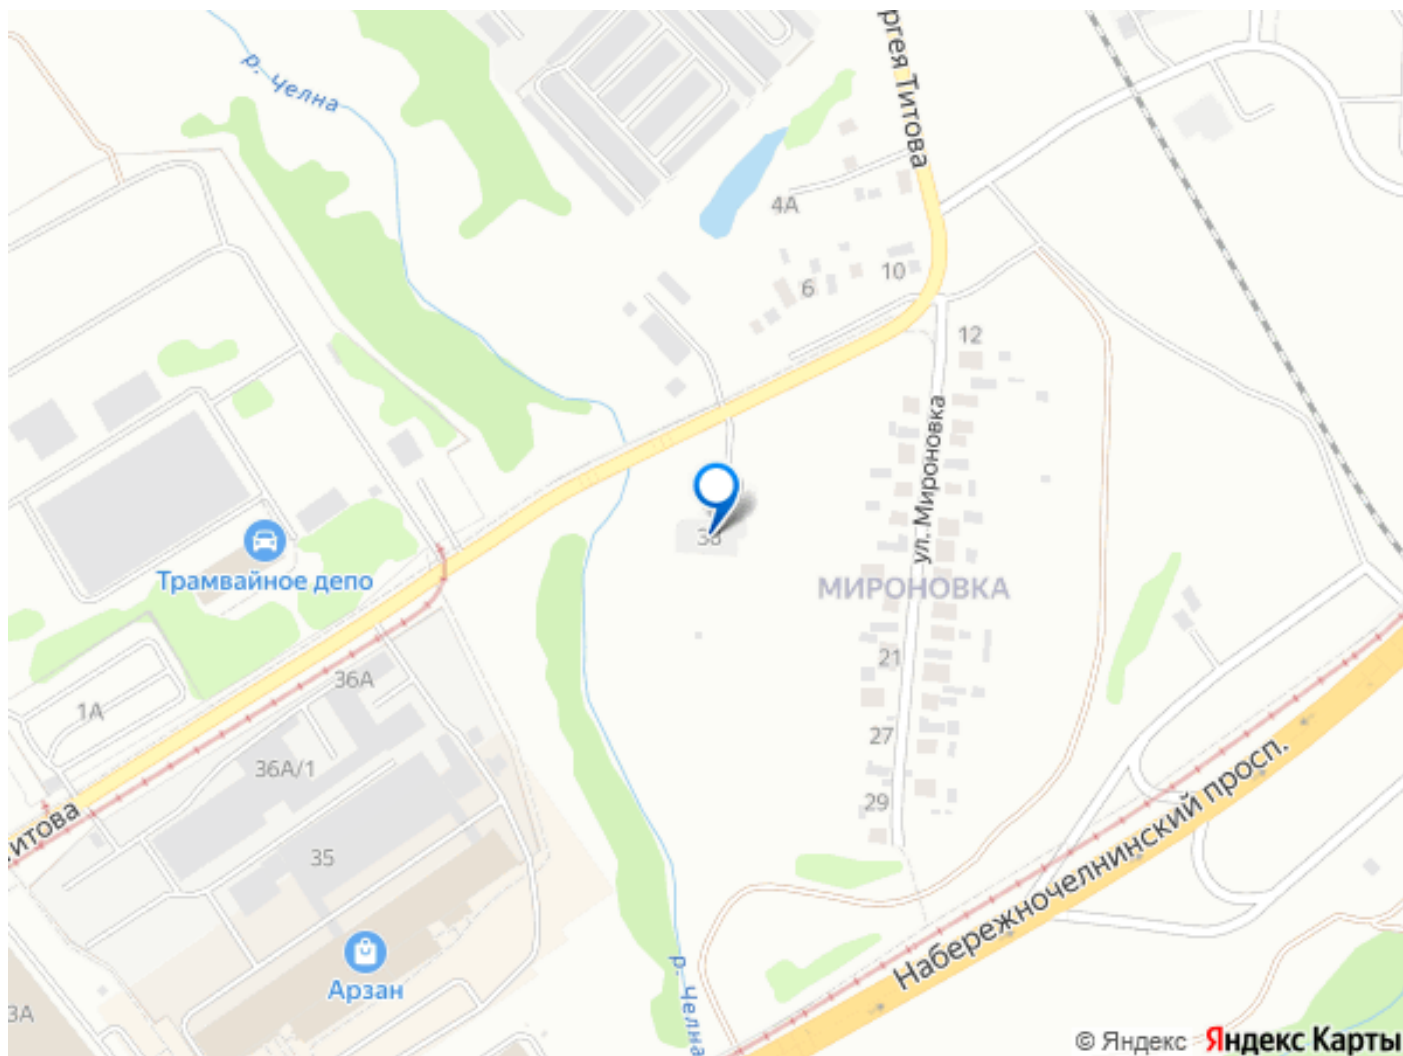 р. Челна
ргея Титова
4А
6
10
12
ул. Мироновка
38
Трамвайное депо
МИРОНОВКА
21
36А
1А
27
36А/1
29
итова
35
Набережночелнинский просп.
Арзан
р. Челна
3А
© Яндекс Яндекс Карты